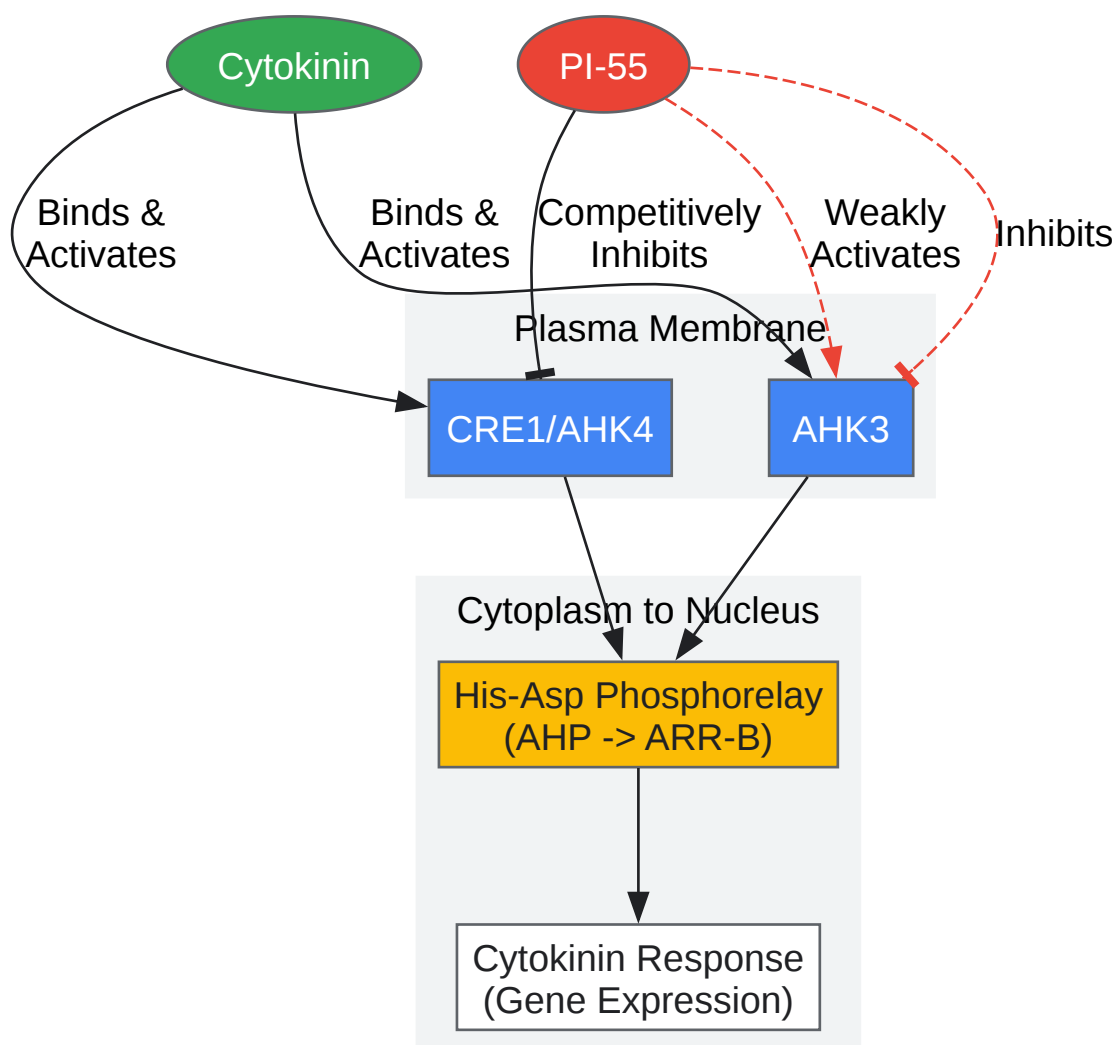 Cytokinin
PI-55
Binds &
Activates
Binds &
Activates
Competitively
Inhibits
Weakly
Activates
Inhibits
Plasma Membrane
CRE1/AHK4
AHK3
Cytoplasm to Nucleus
His-Asp Phosphorelay
(AHP -> ARR-B)
Cytokinin Response
(Gene Expression)